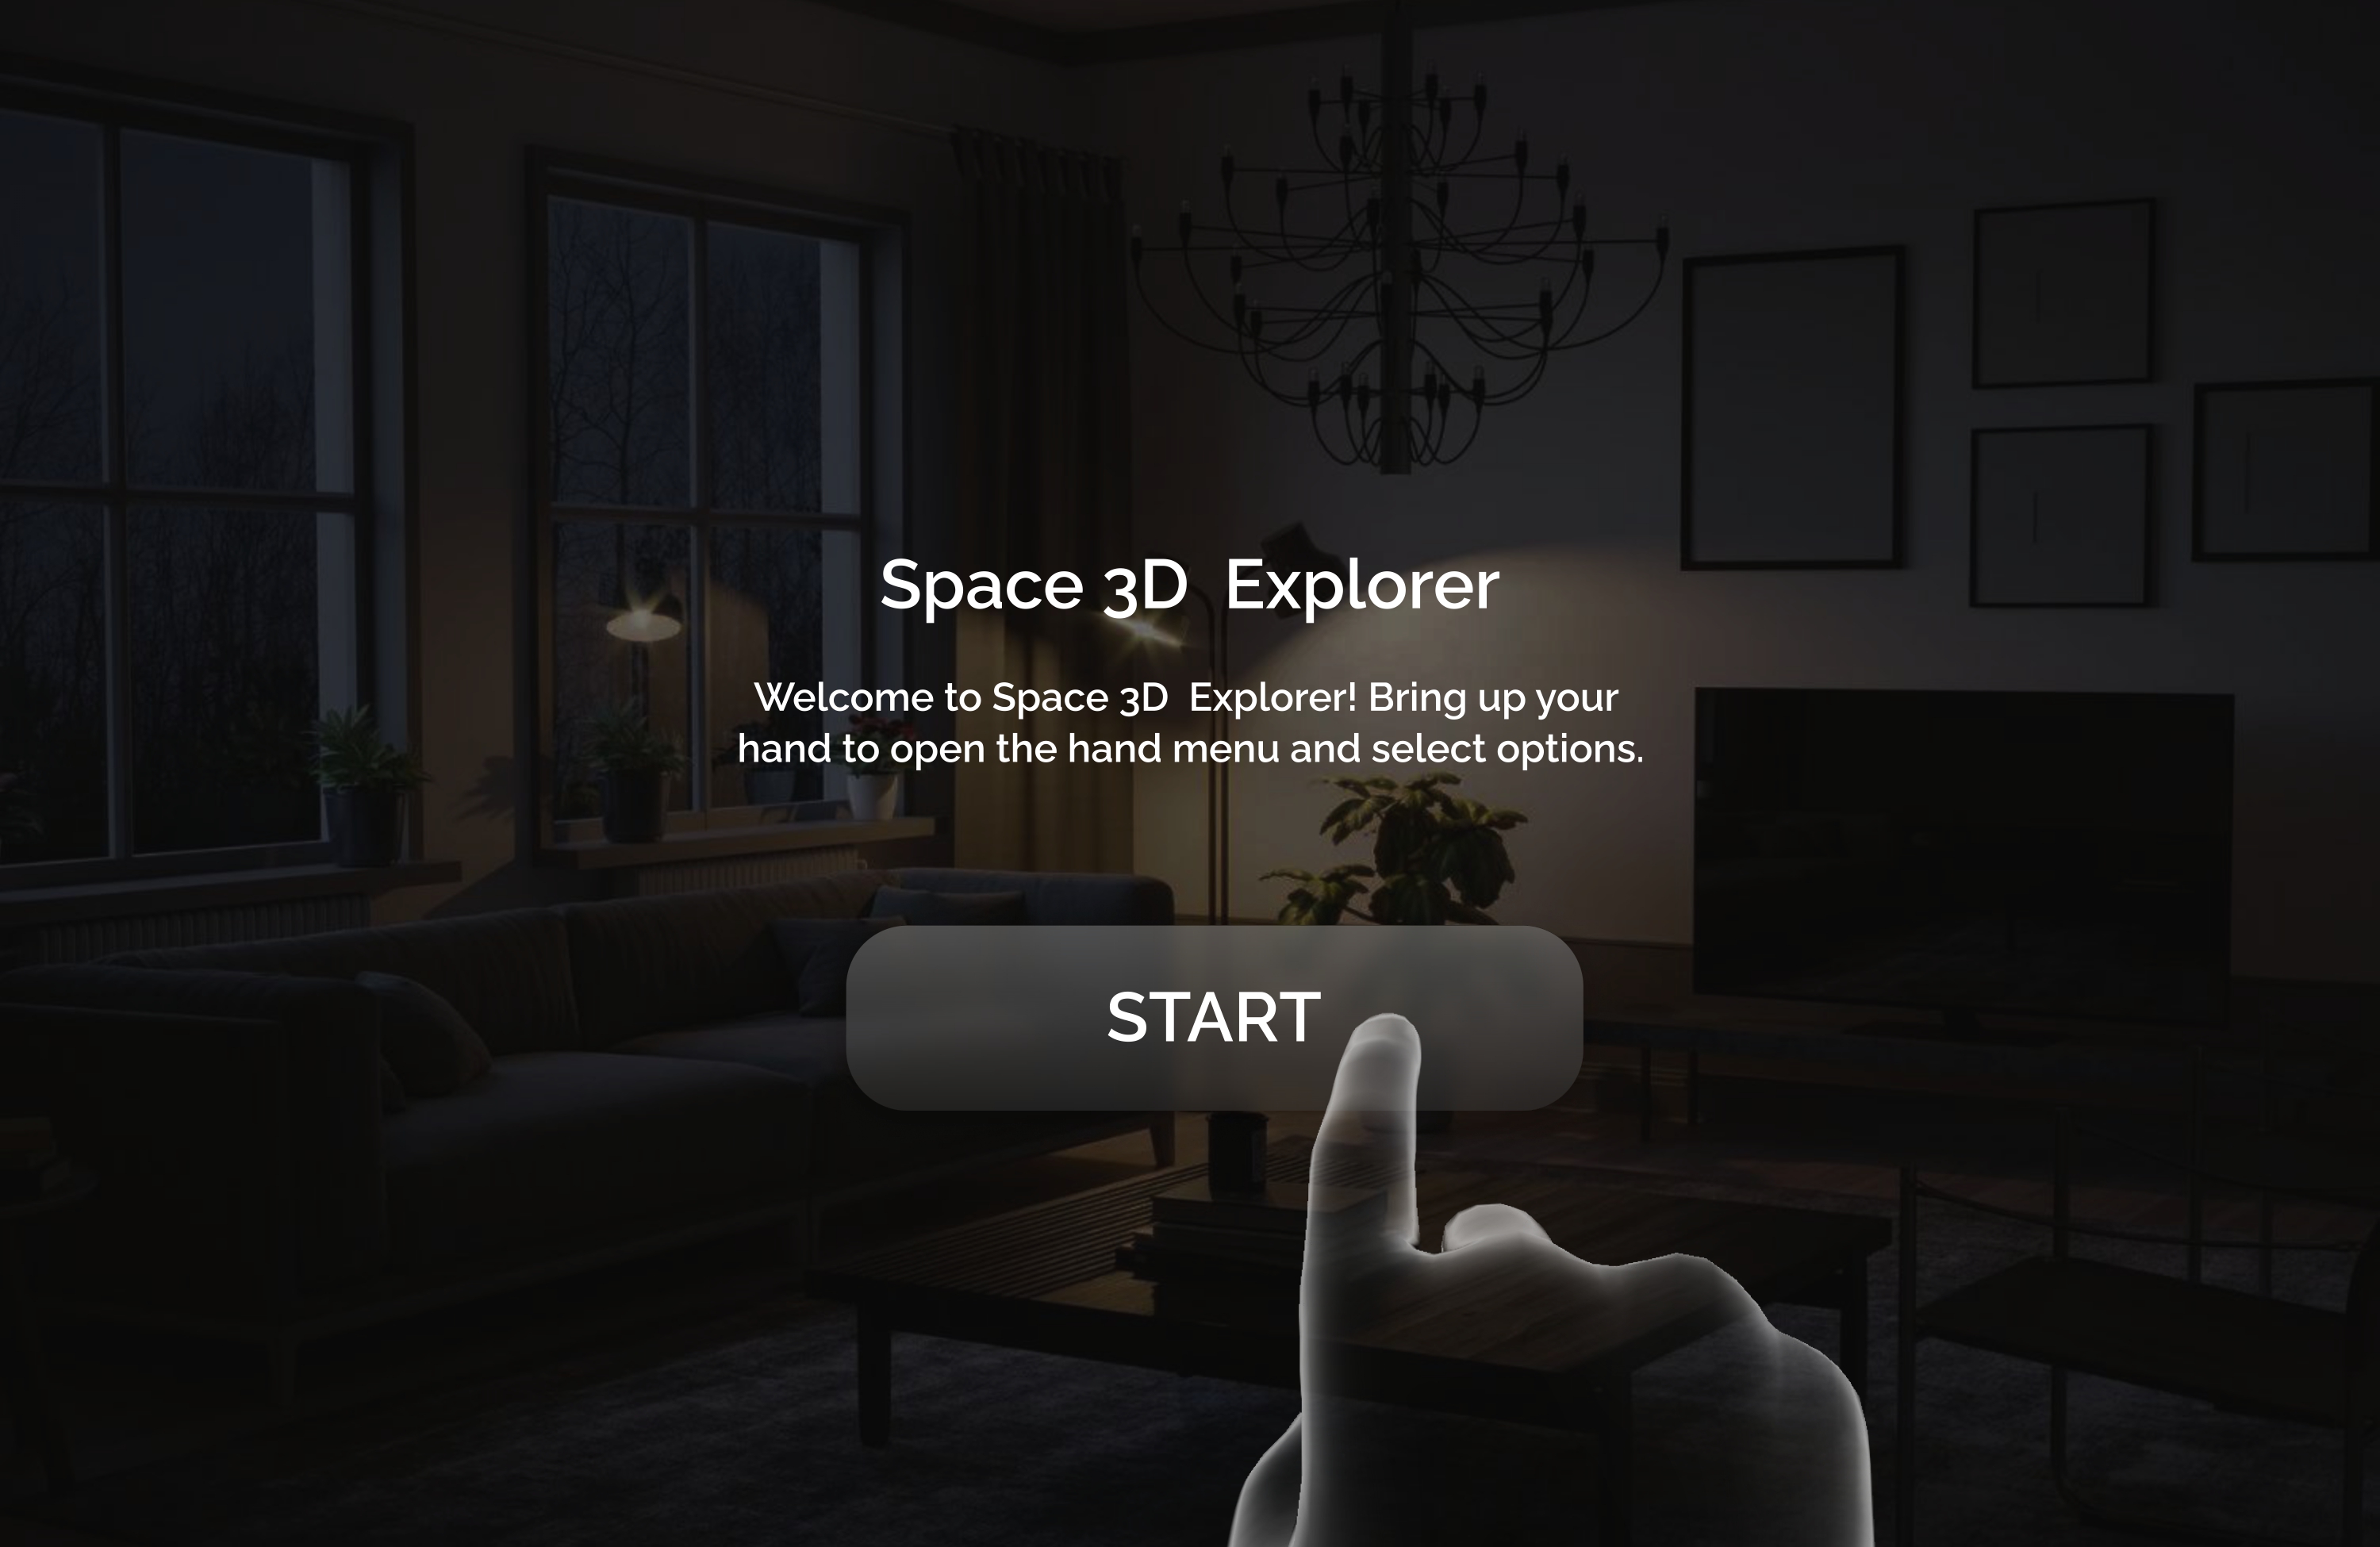 Space 3D  Explorer
Welcome to Space 3D  Explorer! Bring up your
hand to open the hand menu and select options.
START